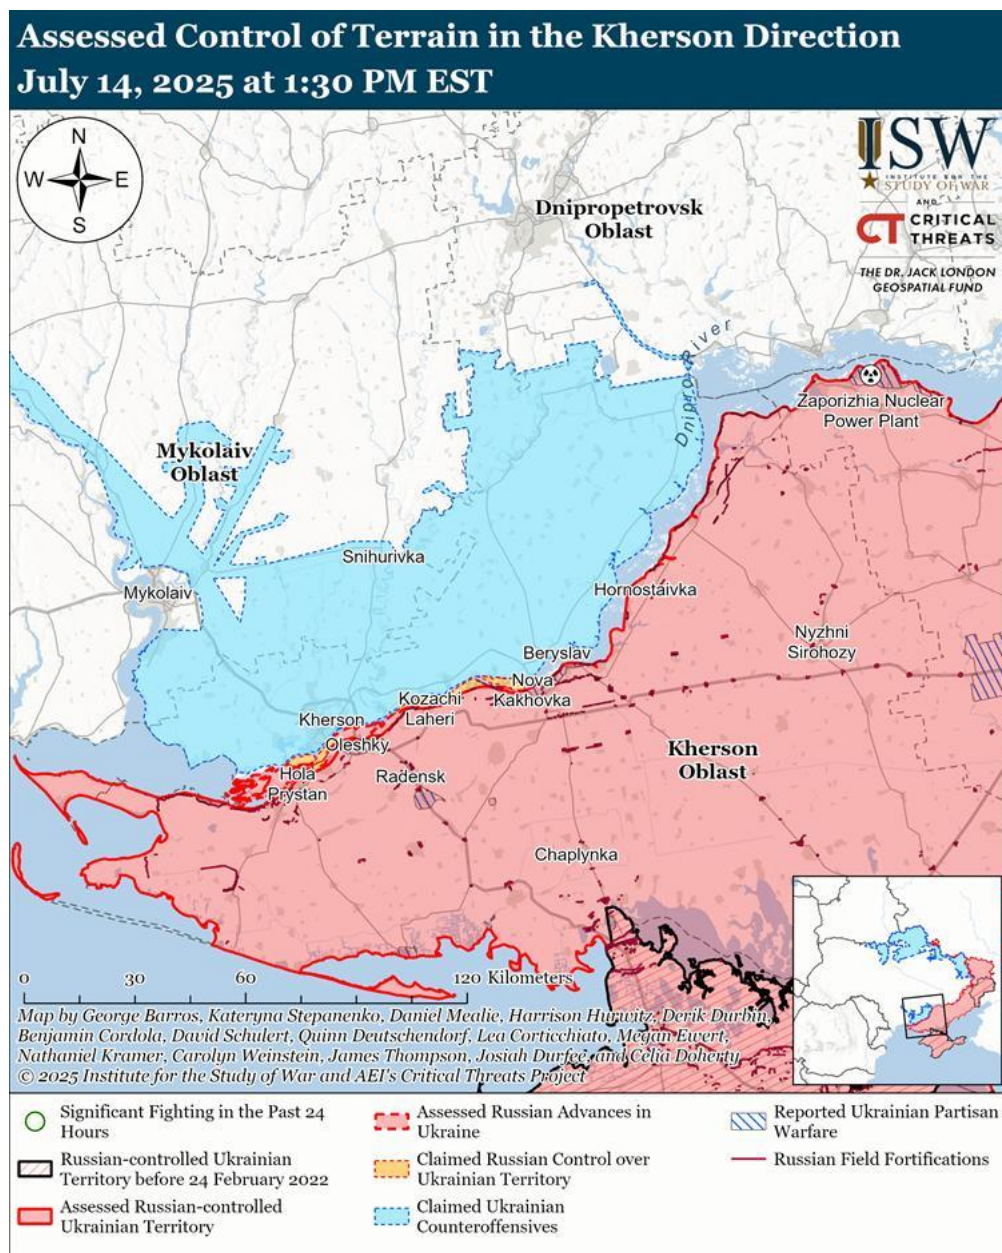 Assessed Control of Terrain in the Kherson Direction
July 14, 2025 at 1:30 PM EST
N
W
E
S
ISW
INSTITUTE FOR THE
STUDY OF WAR
AND
CT CRITICAL
THREATS
THE DR. JACK LONDON
GEOSPATIAL FUND
Dnipropetrovsk
Oblast
Dnipro River
Zaporizhia Nuclear
Power Plant
Mykolaiv
Oblast
Snihurivka
Mykolaiv
Hornostaivka
Nyzhni
Sirohozy
Beryslav
Nova
Kakhovka
Kozachi
Laheri
Kherson
Oleshky
Kherson
Oblast
Hola
Prystan
Radensk
Chaplynka
0 30 60 120 Kilometers
Map by George Barros, Kateryna Stepanenko, Daniel Mealie, Harrison Hurwitz, Derik Durbin,
Benjamin Cordola, David Schulert, Quinn Deutschendorf, Lea Corticchiato, Megan Ewert,
Nathaniel Kramer, Carolyn Weinstein, James Thompson, Josiah Durfee, and Celia Doherty
© 2025 Institute for the Study of War and AEI's Critical Threats Project
Significant Fighting in the Past 24
Hours
Russian-controlled Ukrainian
Territory before 24 February 2022
Assessed Russian-controlled
Ukrainian Territory
Assessed Russian Advances in
Ukraine
Claimed Russian Control over
Ukrainian Territory
Claimed Ukrainian
Counteroffensives
Reported Ukrainian Partisan
Warfare
Russian Field Fortifications